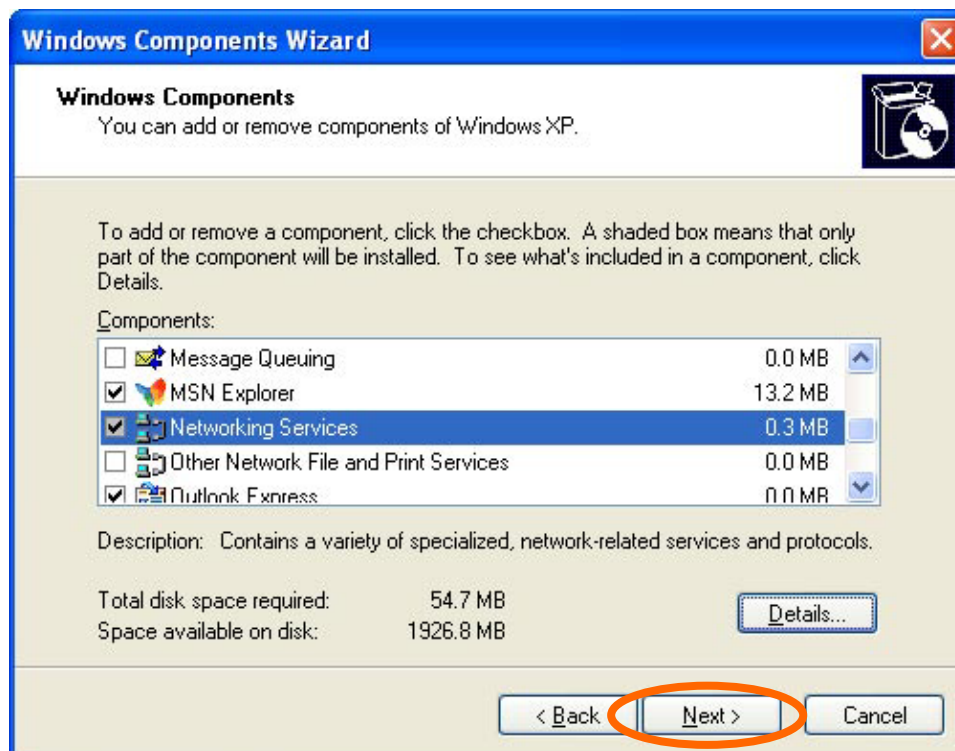 Windows Components Wizard
Windows Components
You can add or remove components of Windows XP.
To add or remove a component, click the checkbox. A shaded box means that only
part of the component will be installed. To see what's included in a component, click
Details.
Components:
Message Queuing 0.0 MB
MSN Explorer 13.2 MB
Networking Services 0.3 MB
Other Network File and Print Services 0.0 MB
Outlook Express 0.0 MB
Description: Contains a variety of specialized, network-related services and protocols.
Total disk space required: 54.7 MB
Space available on disk: 1926.8 MB
Details...
< Back Next > Cancel